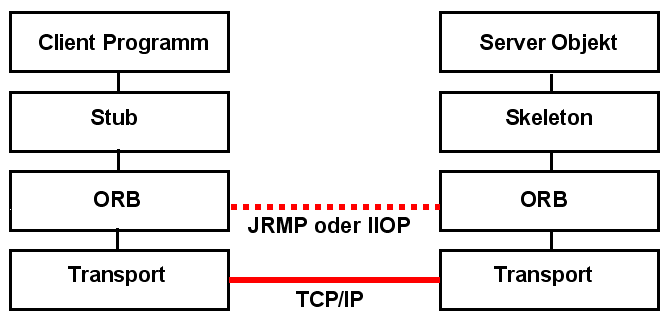 Client Programm
Server Objekt
Stub
Skeleton
ORB
ORB
JRMP oder IIOP
Transport
Transport
TCP/IP